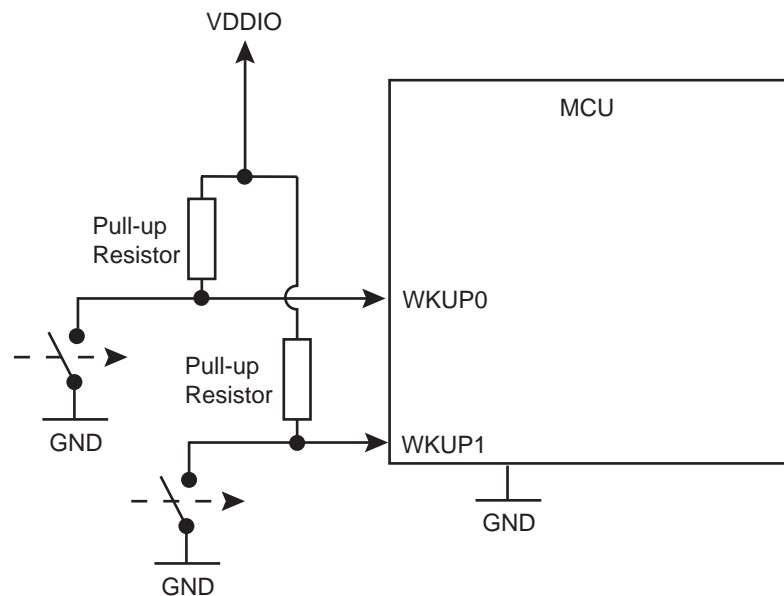 VDDIO
MCU
Pull-up
Resistor
WKUP0
Pull-up
Resistor
GND
WKUP1
GND
GND